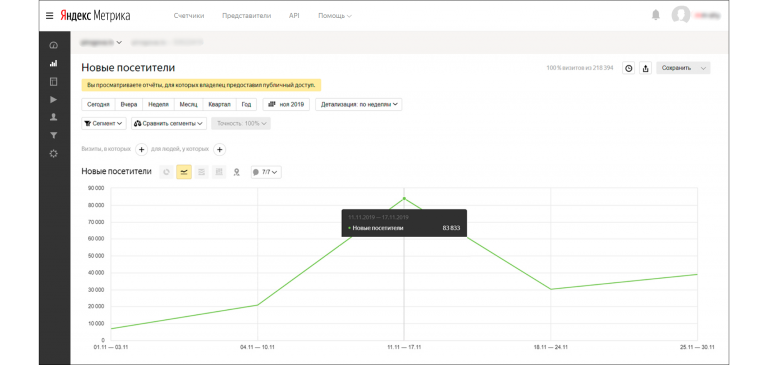 Яндекс Метрика Счетчики Представители API Помощь
Новые посетители 100 % визитов из 218 394 Сохранить
Вы просматриваете отчёты, для которых владелец предоставил публичный доступ.
Сегодня Вчера Неделя Месяц Квартал Год ноя 2019 Детализация: по неделям
Сегмент Сравнить сегменты Точность: 100%
Визиты, в которых + для людей, у которых +
Новые посетители 7/7
90 000
80 000
11.11.2019 — 17.11.2019
70 000
Новые посетители 83 833
60 000
50 000
40 000
30 000
20 000
10 000
0
01.11 — 03.11 04.11 — 10.11 11.11 — 17.11 18.11 — 24.11 25.11 — 30.11